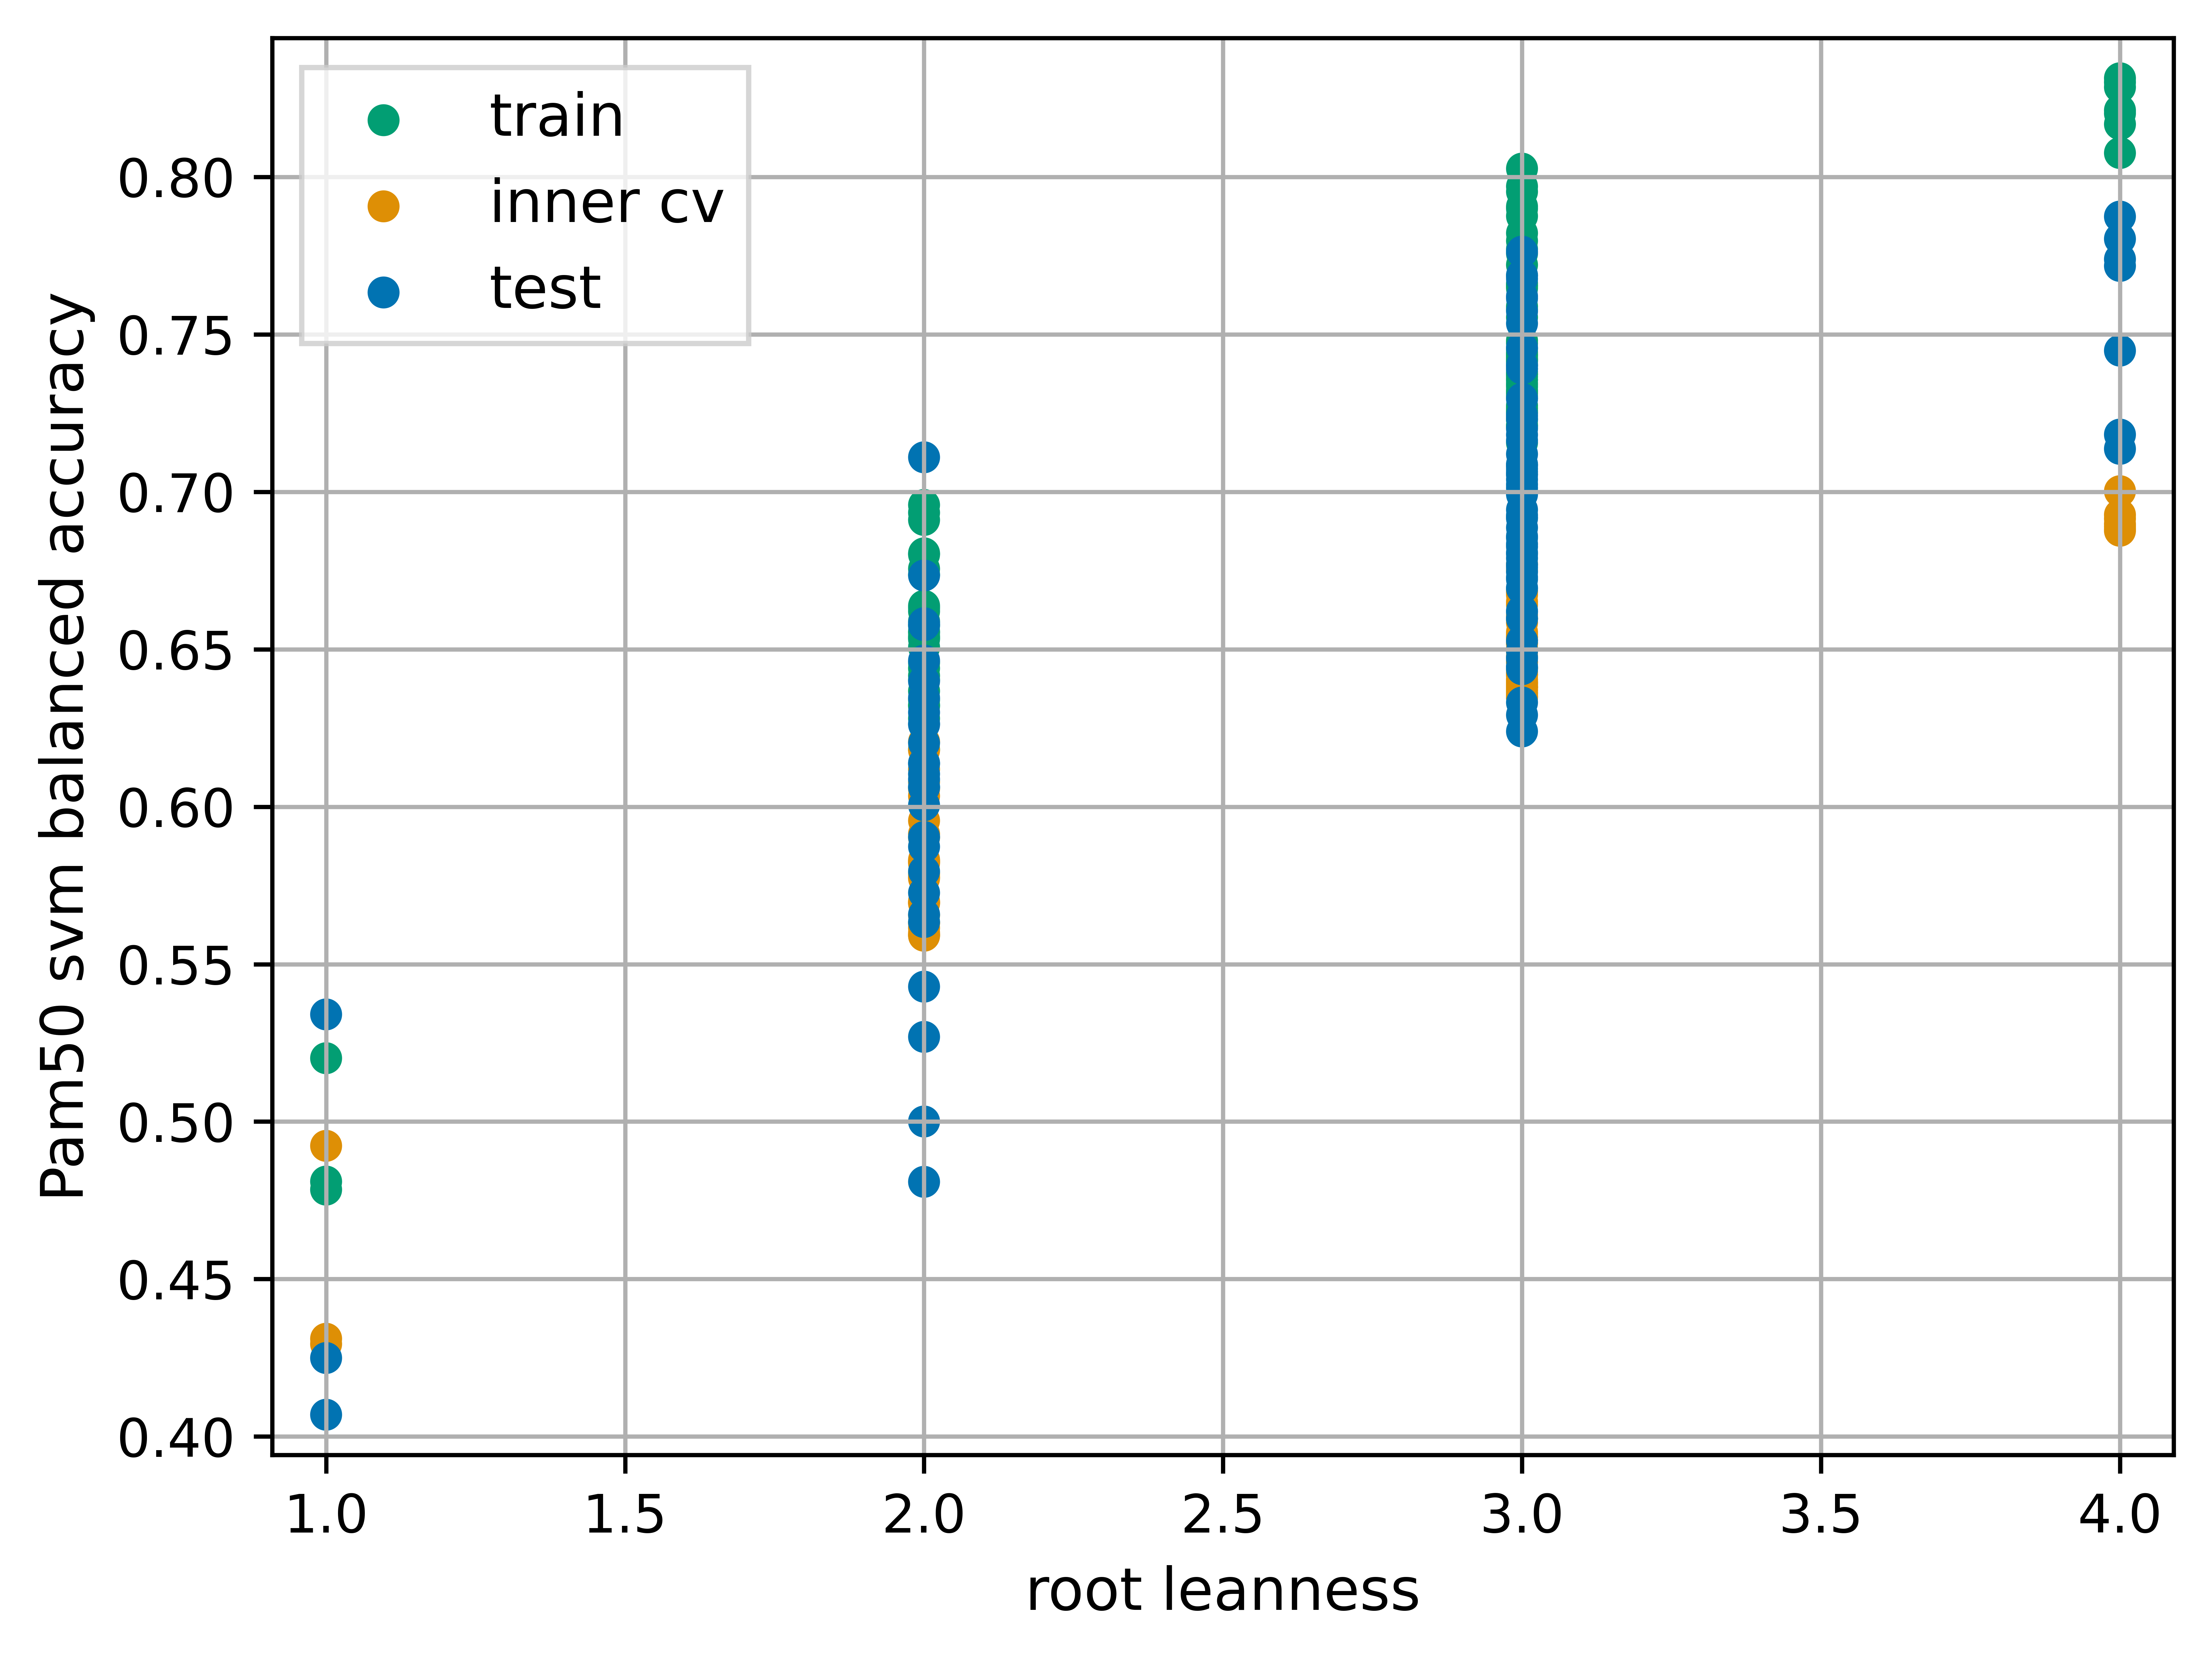 train
inner cv
test
0.80
0.75
0.70
0.65
0.60
0.55
0.50
0.45
0.40
Pam50 svm balanced accuracy
1.0 1.5 2.0 2.5 3.0 3.5 4.0
root leanness